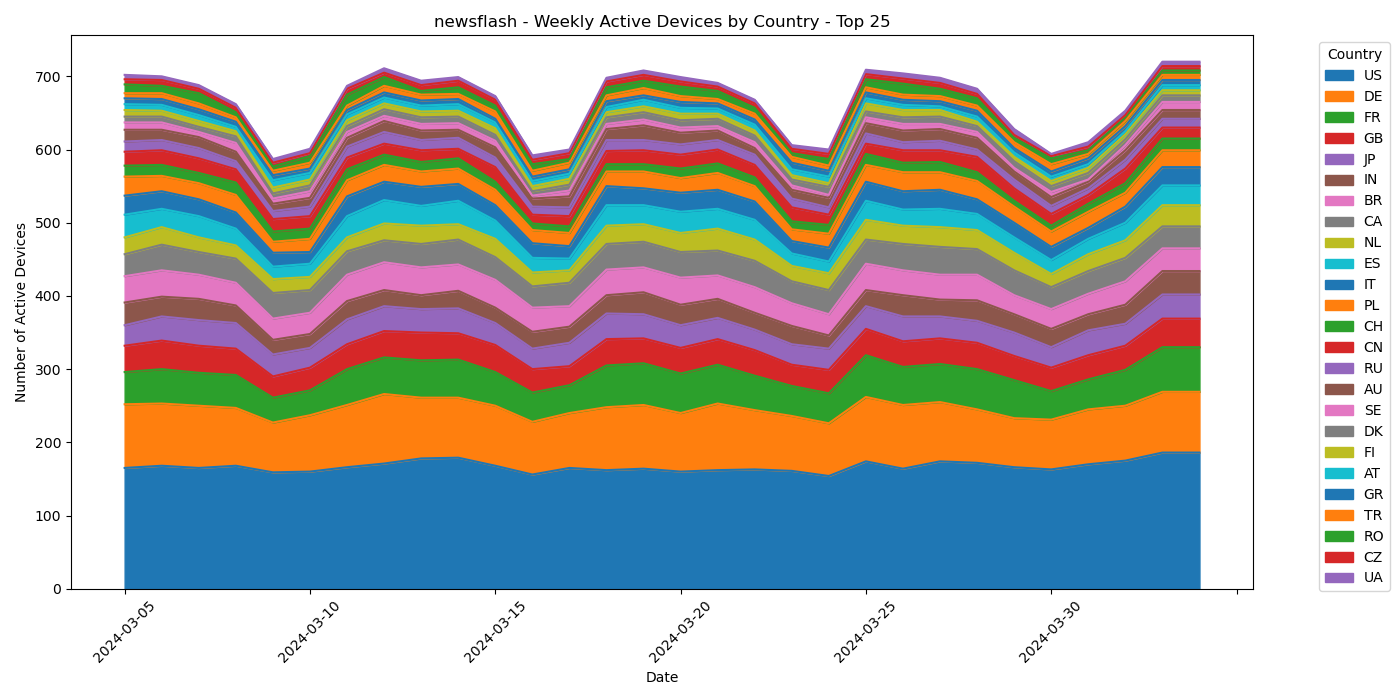 newsflash - Weekly Active Devices by Country - Top 25
Number of Active Devices
700
600
500
400
300
200
100
0
2024-03-05
2024-03-10
2024-03-15
2024-03-20
2024-03-25
2024-03-30
Date
Country
US
DE
FR
GB
JP
IN
BR
CA
NL
ES
IT
PL
CH
CN
RU
AU
SE
DK
FI
AT
GR
TR
RO
CZ
UA